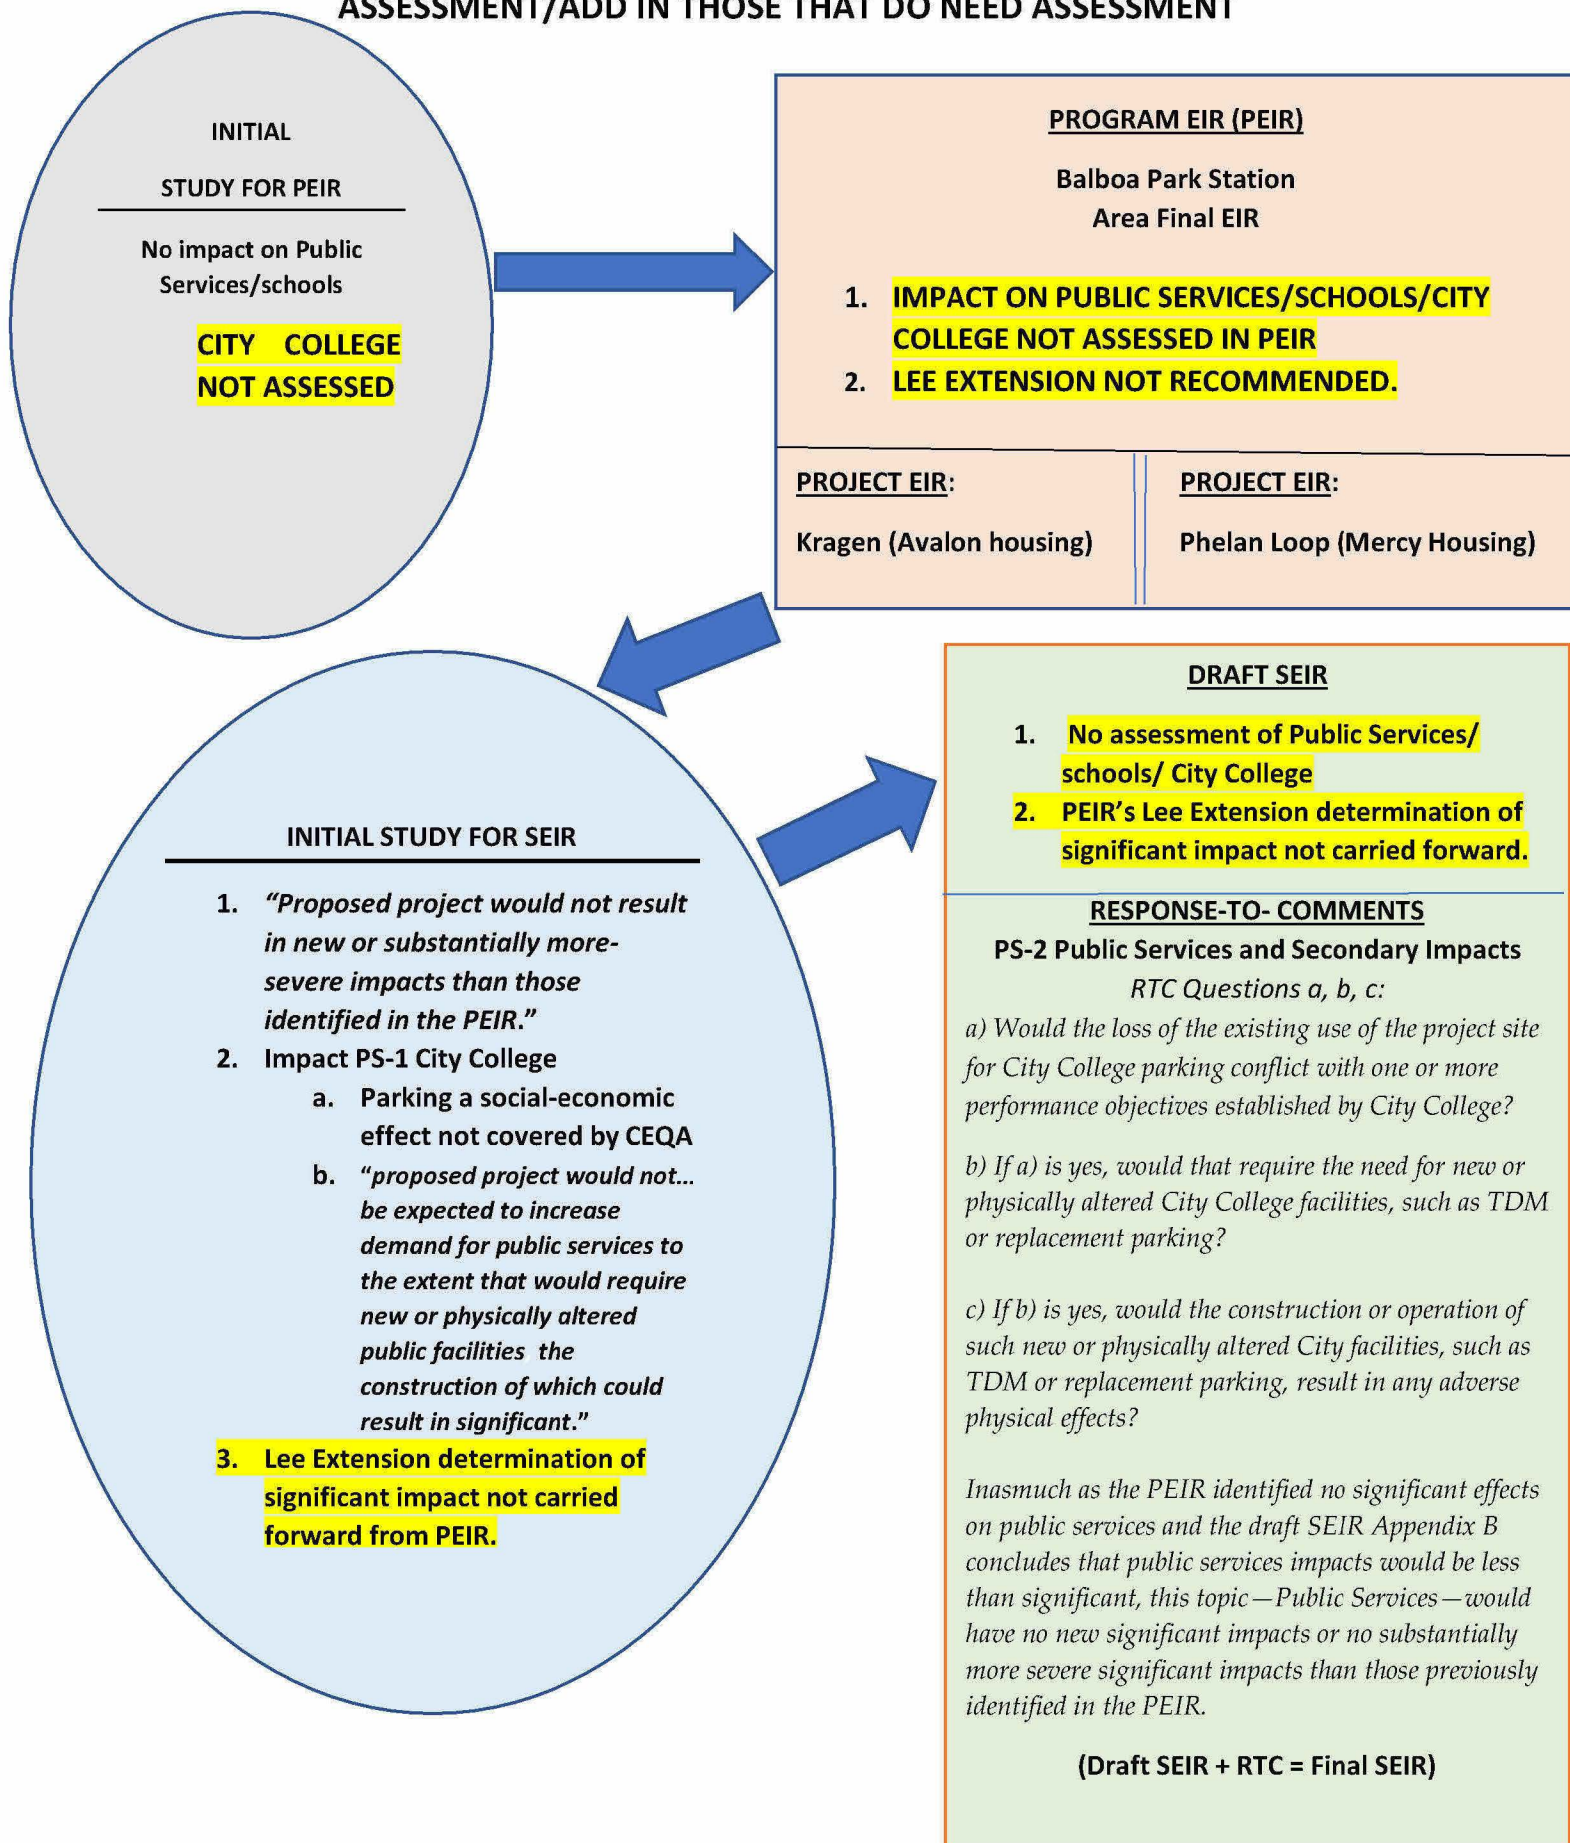 ASSESSMENT/ADD IN THOSE THAT DO NEED ASSESSMENT
INITIAL
STUDY FOR PEIR
No impact on Public
Services/schools
CITY COLLEGE
NOT ASSESSED
PROGRAM EIR (PEIR)
Balboa Park Station
Area Final EIR
1. IMPACT ON PUBLIC SERVICES/SCHOOLS/CITY
COLLEGE NOT ASSESSED IN PEIR
2. LEE EXTENSION NOT RECOMMENDED.
PROJECT EIR:
Kragen (Avalon housing)
PROJECT EIR:
Phelan Loop (Mercy Housing)
INITIAL STUDY FOR SEIR
1. “Proposed project would not result
in new or substantially more-
severe impacts than those
identified in the PEIR.”
2. Impact PS-1 City College
a. Parking a social-economic
effect not covered by CEQA
b. “proposed project would not…
be expected to increase
demand for public services to
the extent that would require
new or physically altered
public facilities the
construction of which could
result in significant.”
3. Lee Extension determination of
significant impact not carried
forward from PEIR.
DRAFT SEIR
1. No assessment of Public Services/
schools/ City College
2. PEIR’s Lee Extension determination of
significant impact not carried forward.
RESPONSE-TO- COMMENTS
PS-2 Public Services and Secondary Impacts
RTC Questions a, b, c:
a) Would the loss of the existing use of the project site
for City College parking conflict with one or more
performance objectives established by City College?
b) If a) is yes, would that require the need for new or
physically altered City College facilities, such as TDM
or replacement parking?
c) If b) is yes, would the construction or operation of
such new or physically altered City facilities, such as
TDM or replacement parking, result in any adverse
physical effects?
Inasmuch as the PEIR identified no significant effects
on public services and the draft SEIR Appendix B
concludes that public services impacts would be less
than significant, this topic—Public Services—would
have no new significant impacts or no substantially
more severe significant impacts than those previously
identified in the PEIR.
(Draft SEIR + RTC = Final SEIR)